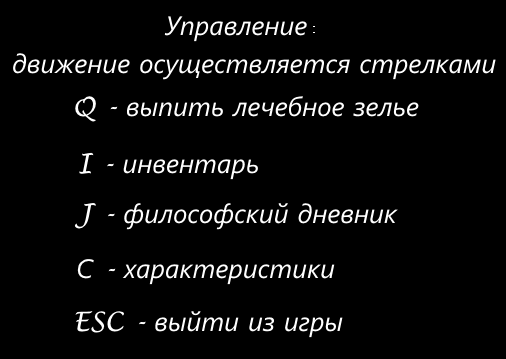 Управление:
движение осуществляется стрелками
Q - выпить лечебное зелье
I - инвентарь
J - философский дневник
C - характеристики
ESC - выйти из игры